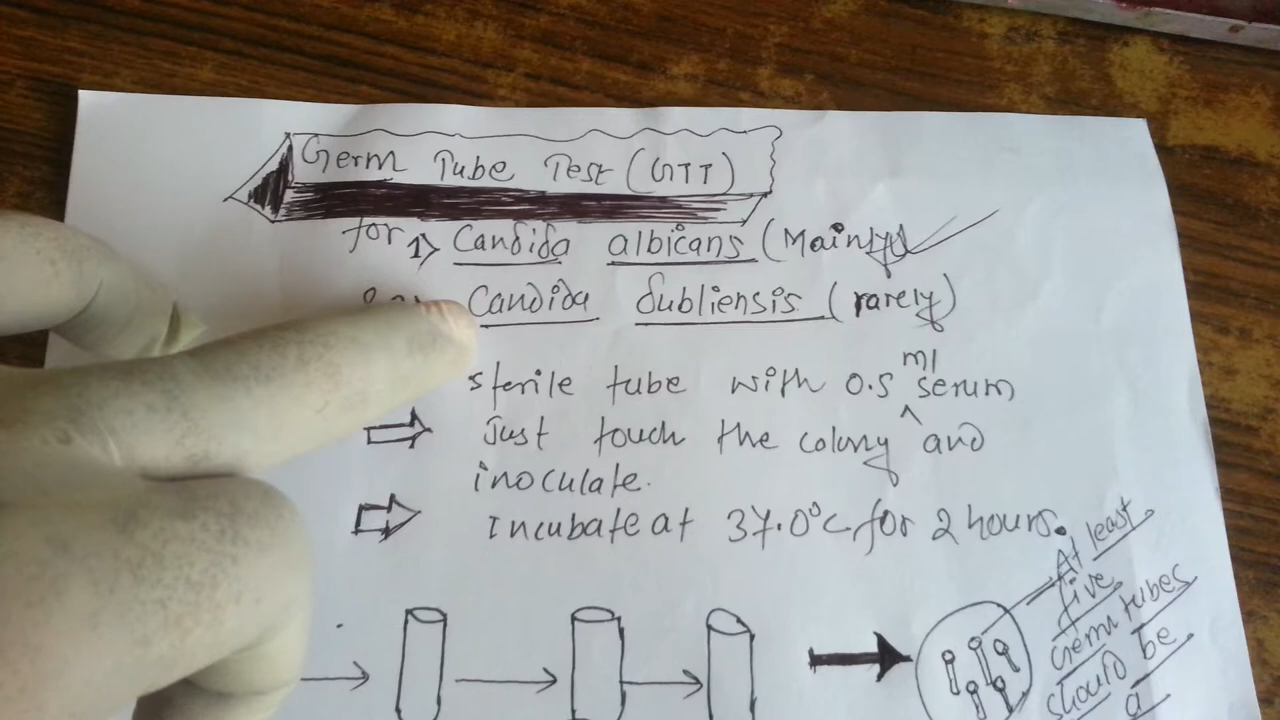 Germ Tube Test (GTT)
for 1) Candida albicans (Mainly)
Candida dubliensis (rarely)
ml
sterile tube with 0.5 serum
Just touch the colony and
inoculate.
Incubate at 37.0°c for 2 hours.
At least
five
Germ tubes
should be
a